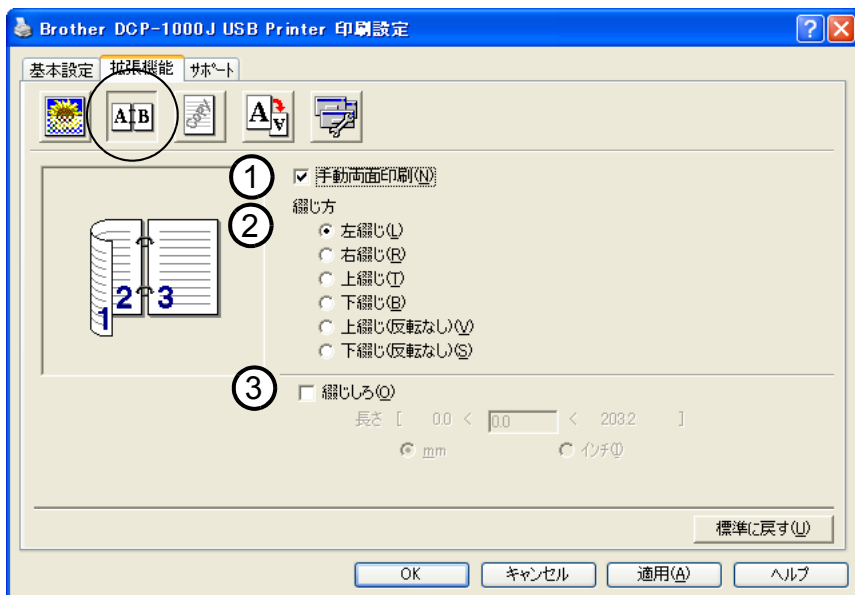 Brother DCP-1000J USB Printer 印刷設定
基本設定 拡張機能 サポート
A B Copy A A
① 手動両面印刷(N)
綴じ方
② 左綴じ(L)
右綴じ(R)
上綴じ(T)
下綴じ(B)
上綴じ(反転なし)(V)
下綴じ(反転なし)(S)
1 2 3
③ 綴じしろ(O)
長さ [ 0.0 < 0.0 < 203.2 ]
mm インチ(I)
標準に戻す(U)
OK キャンセル 適用(A) ヘルプ